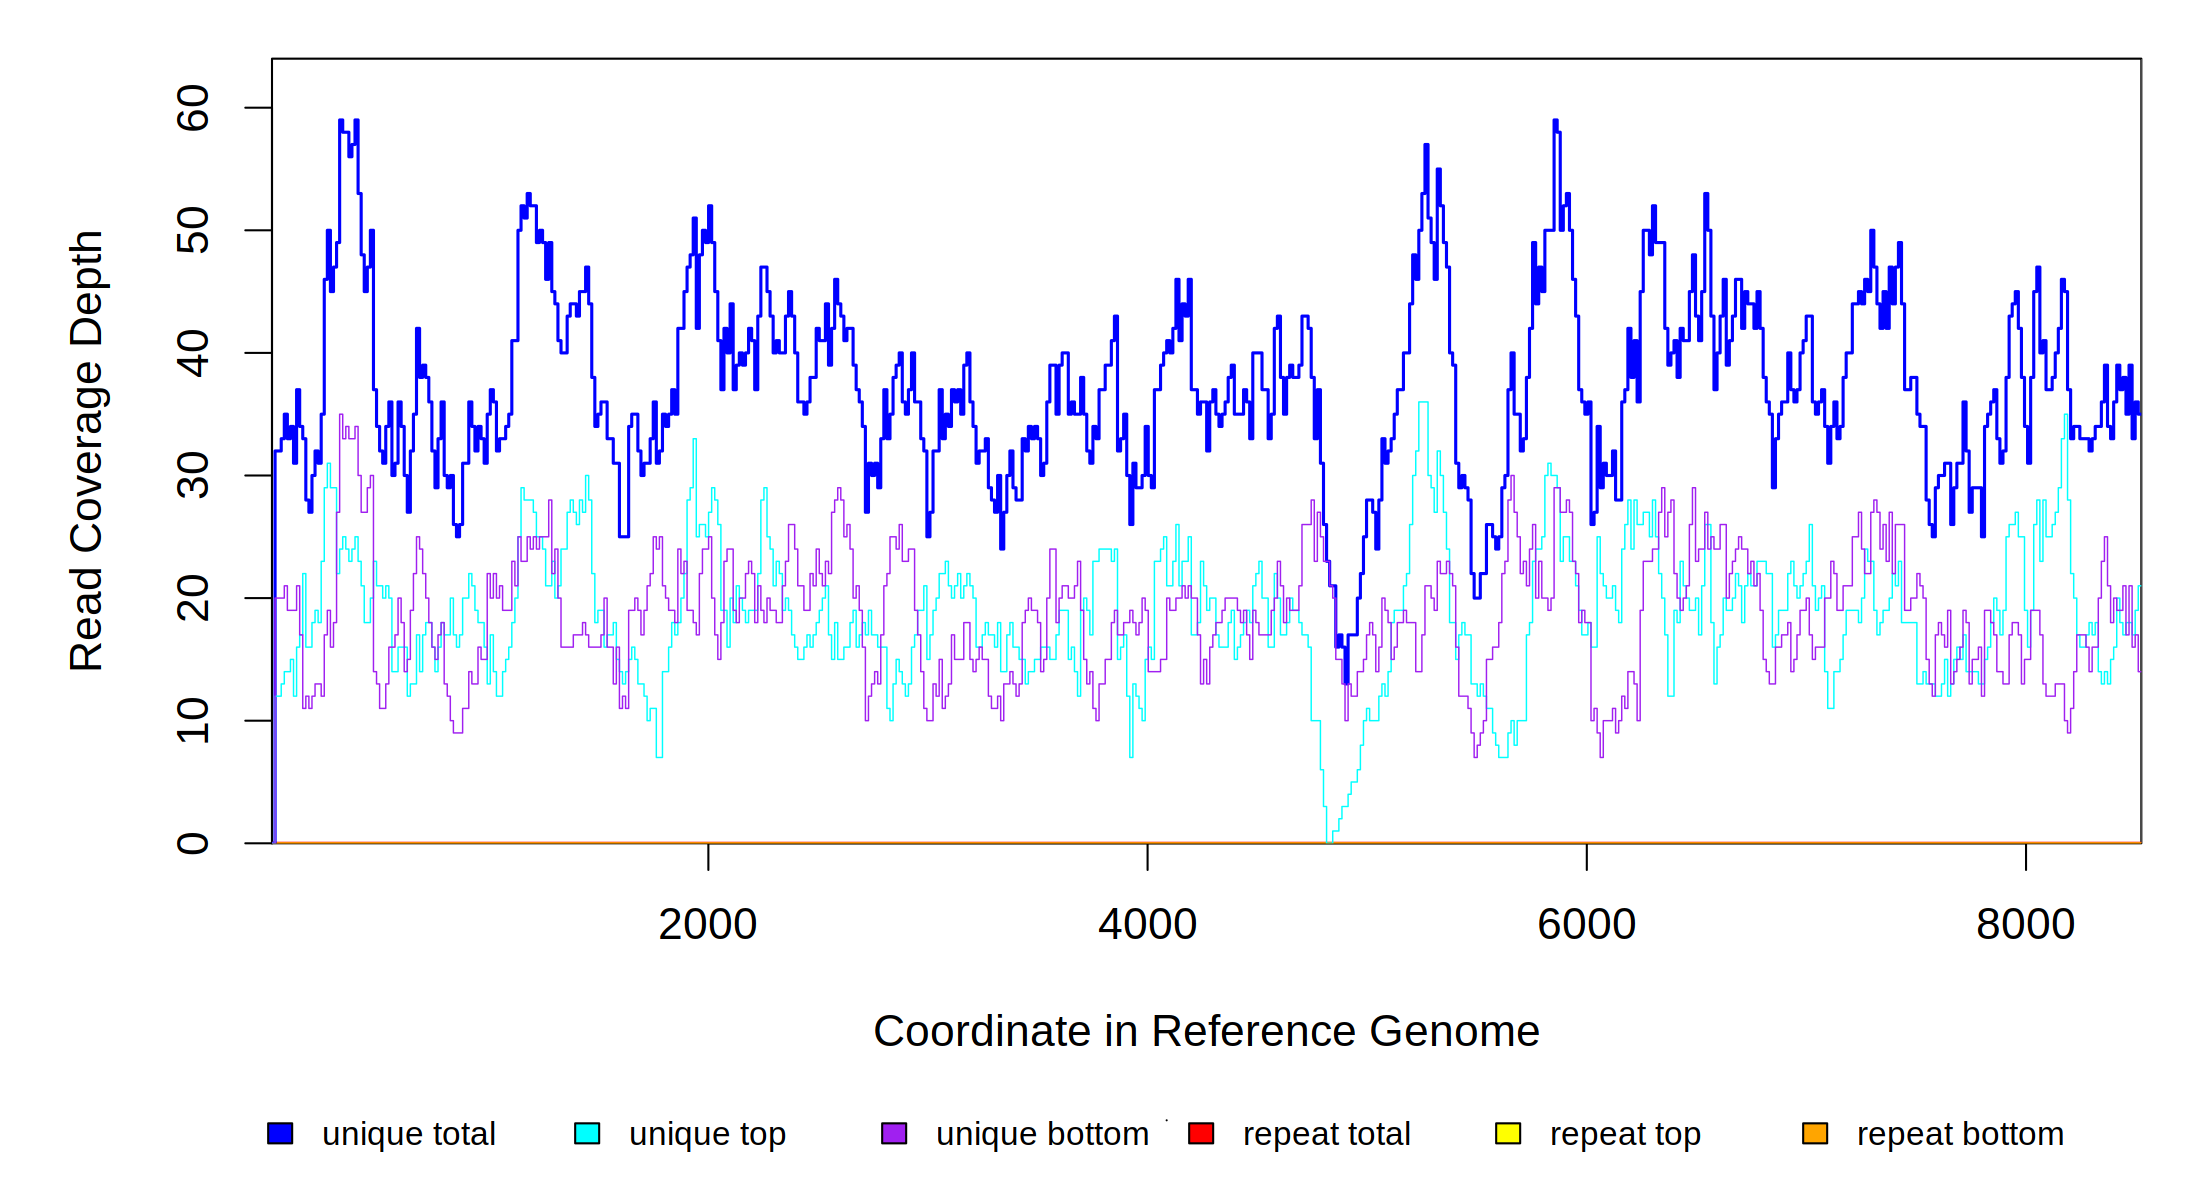 Read Coverage Depth
60
50
40
30
20
10
0
2000 4000 6000 8000
Coordinate in Reference Genome
unique total unique top unique bottom repeat total repeat top repeat bottom